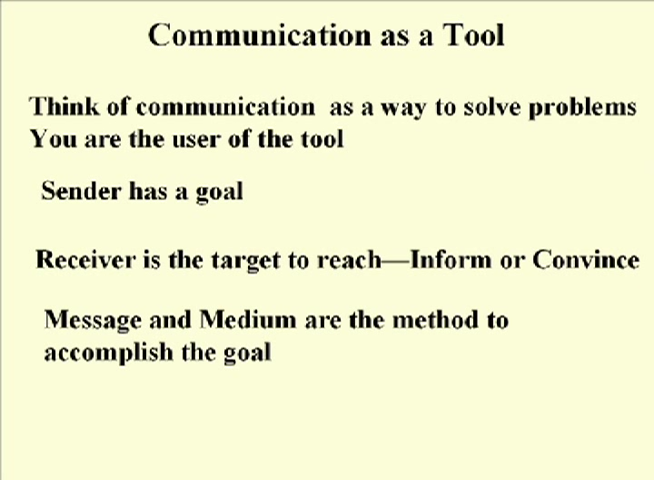 Communication as a Tool
Think of communication  as a way to solve problems
You are the user of the tool
Sender has a goal
Receiver is the target to reach—Inform or Convince
Message and Medium are the method to
accomplish the goal